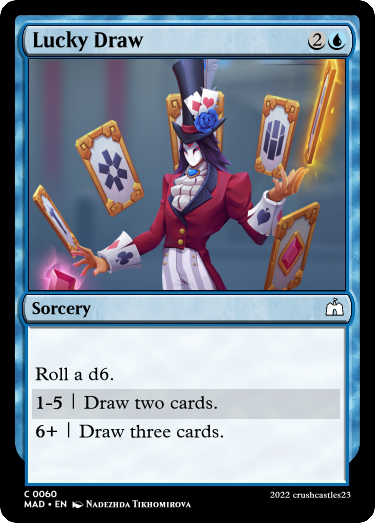 Lucky Draw 2
Sorcery
Roll a d6.
1-5 | Draw two cards.
6+ | Draw three cards.
C 0060
MAD • EN Nadezhda Tikhomirova
2022 crushcastles23